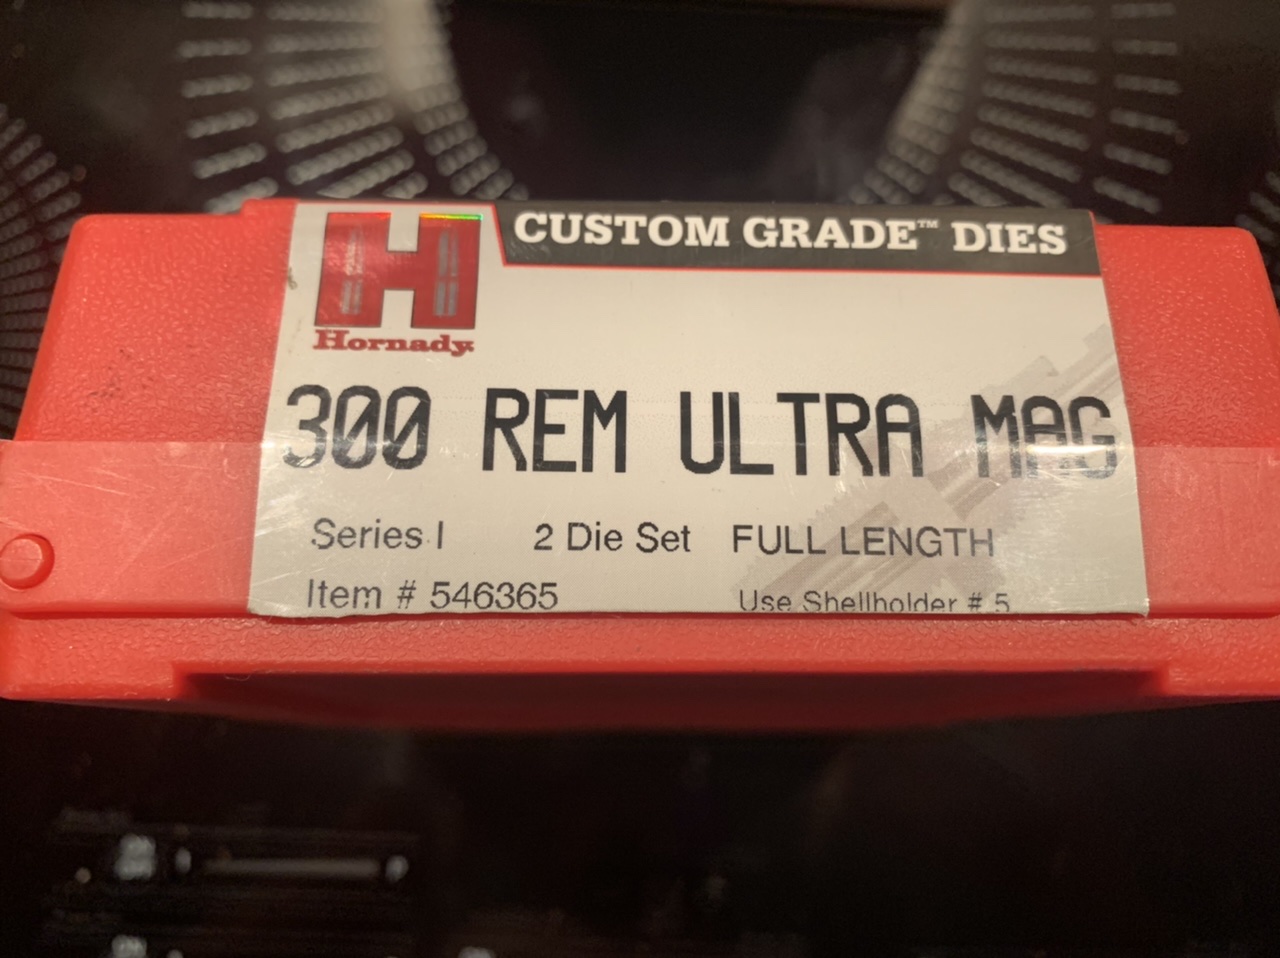 CUSTOM GRADE™ DIES
H
Hornady
300 REM ULTRA MAG
Series I 2 Die Set FULL LENGTH
Item # 546365 Use Shellholder # 5